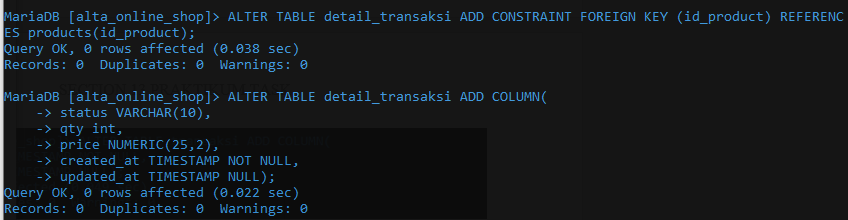 MariaDB [alta_online_shop]> ALTER TABLE detail_transaksi ADD CONSTRAINT FOREIGN KEY (id_product) REFERENC
ES products(id_product);
Query OK, 0 rows affected (0.038 sec)
Records: 0  Duplicates: 0  Warnings: 0

MariaDB [alta_online_shop]> ALTER TABLE detail_transaksi ADD COLUMN(
    -> status VARCHAR(10),
    -> qty int,
    -> price NUMERIC(25,2),
    -> created_at TIMESTAMP NOT NULL,
    -> updated_at TIMESTAMP NULL);
Query OK, 0 rows affected (0.022 sec)
Records: 0  Duplicates: 0  Warnings: 0